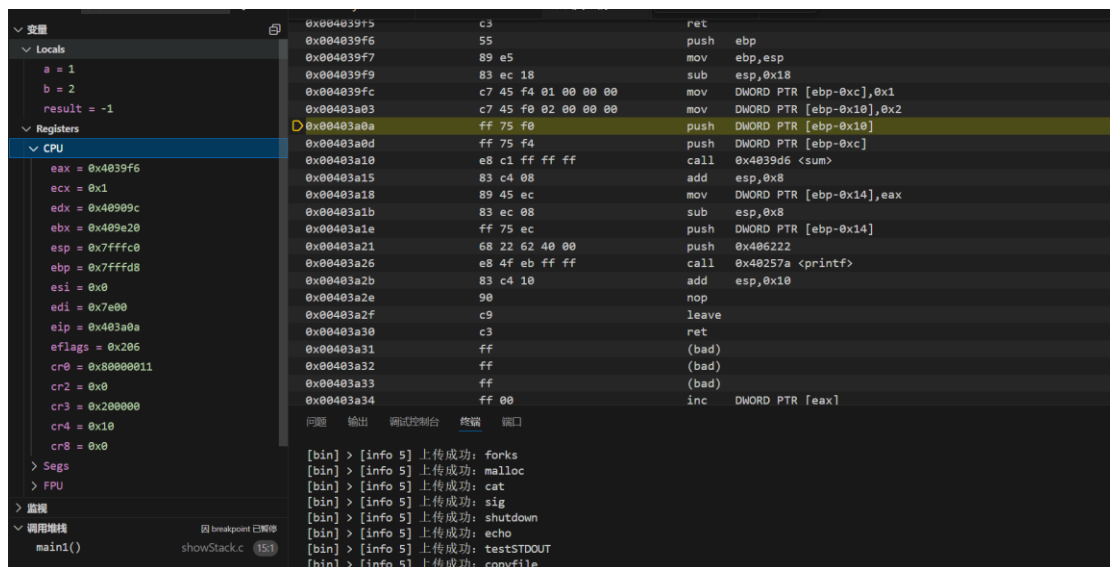 变量
Locals
a = 1
b = 2
result = -1
Registers
CPU
eax = 0x4039f6
ecx = 0x1
edx = 0x40909c
ebx = 0x409e20
esp = 0x7fffc0
ebp = 0x7fffd8
esi = 0x0
edi = 0x7e00
eip = 0x403a0a
eflags = 0x206
cr0 = 0x80000011
cr2 = 0x0
cr3 = 0x200000
cr4 = 0x10
cr8 = 0x0
Segs
FPU
监视
调用堆栈 因 breakpoint 已暂停
main1() showStack.c 15:1
0x004039f5 c3 ret
0x004039f6 55 push ebp
0x004039f7 89 e5 mov ebp,esp
0x004039f9 83 ec 18 sub esp,0x18
0x004039fc c7 45 f4 01 00 00 00 mov DWORD PTR [ebp-0xc],0x1
0x00403a03 c7 45 f0 02 00 00 00 mov DWORD PTR [ebp-0x10],0x2
0x00403a0a ff 75 f0 push DWORD PTR [ebp-0x10]
0x00403a0d ff 75 f4 push DWORD PTR [ebp-0xc]
0x00403a10 e8 c1 ff ff ff call 0x4039d6 <sum>
0x00403a15 83 c4 08 add esp,0x8
0x00403a18 89 45 ec mov DWORD PTR [ebp-0x14],eax
0x00403a1b 83 ec 08 sub esp,0x8
0x00403a1e ff 75 ec push DWORD PTR [ebp-0x14]
0x00403a21 68 22 62 40 00 push 0x406222
0x00403a26 e8 4f eb ff ff call 0x40257a <printf>
0x00403a2b 83 c4 10 add esp,0x10
0x00403a2e 90 nop
0x00403a2f c9 leave
0x00403a30 c3 ret
0x00403a31 ff (bad)
0x00403a32 ff (bad)
0x00403a33 ff (bad)
0x00403a34 ff 00 inc DWORD PTR [eax]
问题 输出 调试控制台 终端 端口
[bin] > [info 5] 上传成功: forks
[bin] > [info 5] 上传成功: malloc
[bin] > [info 5] 上传成功: cat
[bin] > [info 5] 上传成功: sig
[bin] > [info 5] 上传成功: shutdown
[bin] > [info 5] 上传成功: echo
[bin] > [info 5] 上传成功: testSTDOUT
[bin] > [info 5] 上传成功: copyfile